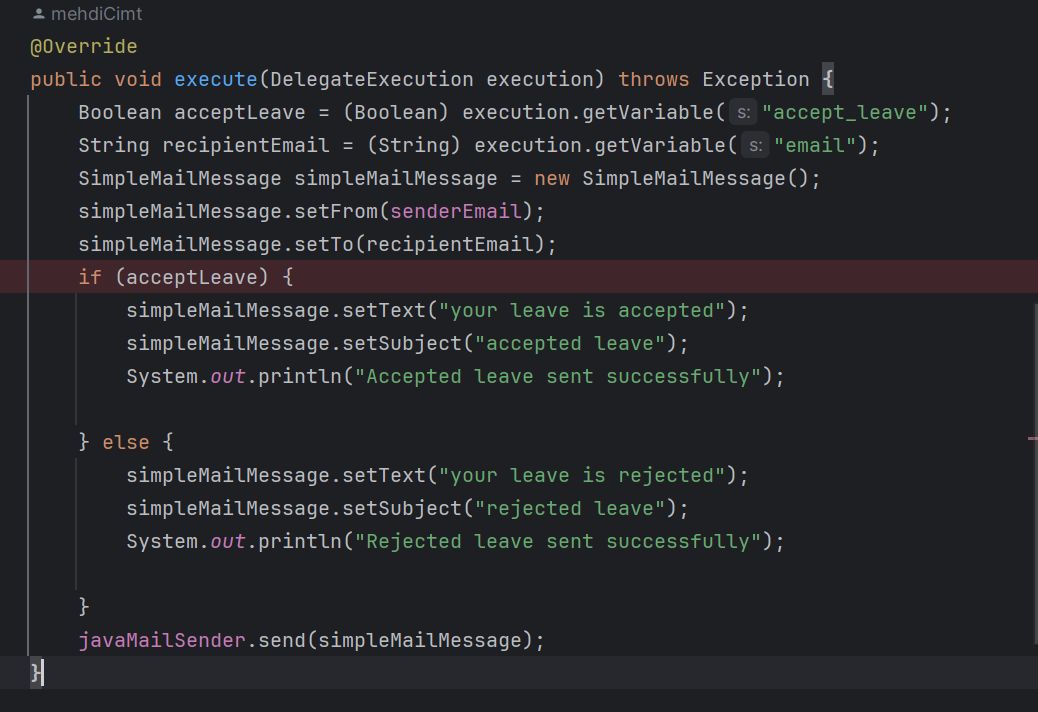 mehdiCimt
@Override
public void execute(DelegateExecution execution) throws Exception {
    Boolean acceptLeave = (Boolean) execution.getVariable( s: "accept_leave");
    String recipientEmail = (String) execution.getVariable( s: "email");
    SimpleMailMessage simpleMailMessage = new SimpleMailMessage();
    simpleMailMessage.setFrom(senderEmail);
    simpleMailMessage.setTo(recipientEmail);
    if (acceptLeave) {
        simpleMailMessage.setText("your leave is accepted");
        simpleMailMessage.setSubject("accepted leave");
        System.out.println("Accepted leave sent successfully");
    } else {
        simpleMailMessage.setText("your leave is rejected");
        simpleMailMessage.setSubject("rejected leave");
        System.out.println("Rejected leave sent successfully");
    }
    javaMailSender.send(simpleMailMessage);
}